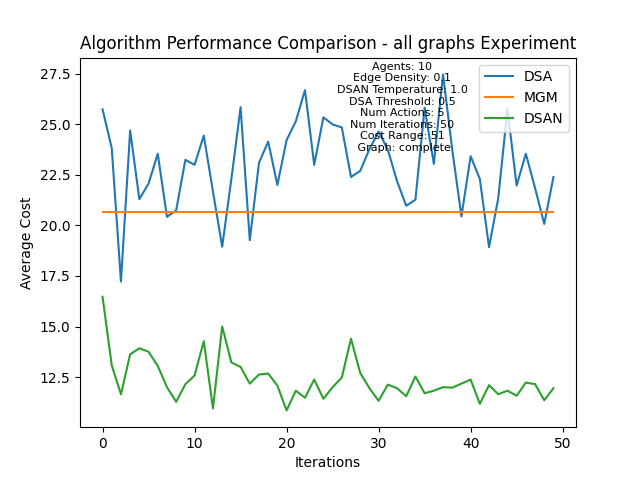 Algorithm Performance Comparison - all graphs Experiment
Agents: 10
Edge Density: 0.1
DSAN Temperature: 1.0
DSA Threshold: 0.5
Num Actions: 5
Num Iterations: 50
Cost Range: 51
Graph: complete
DSA
MGM
DSAN
Average Cost
27.5
25.0
22.5
20.0
17.5
15.0
12.5
0
10
20
30
40
50
Iterations